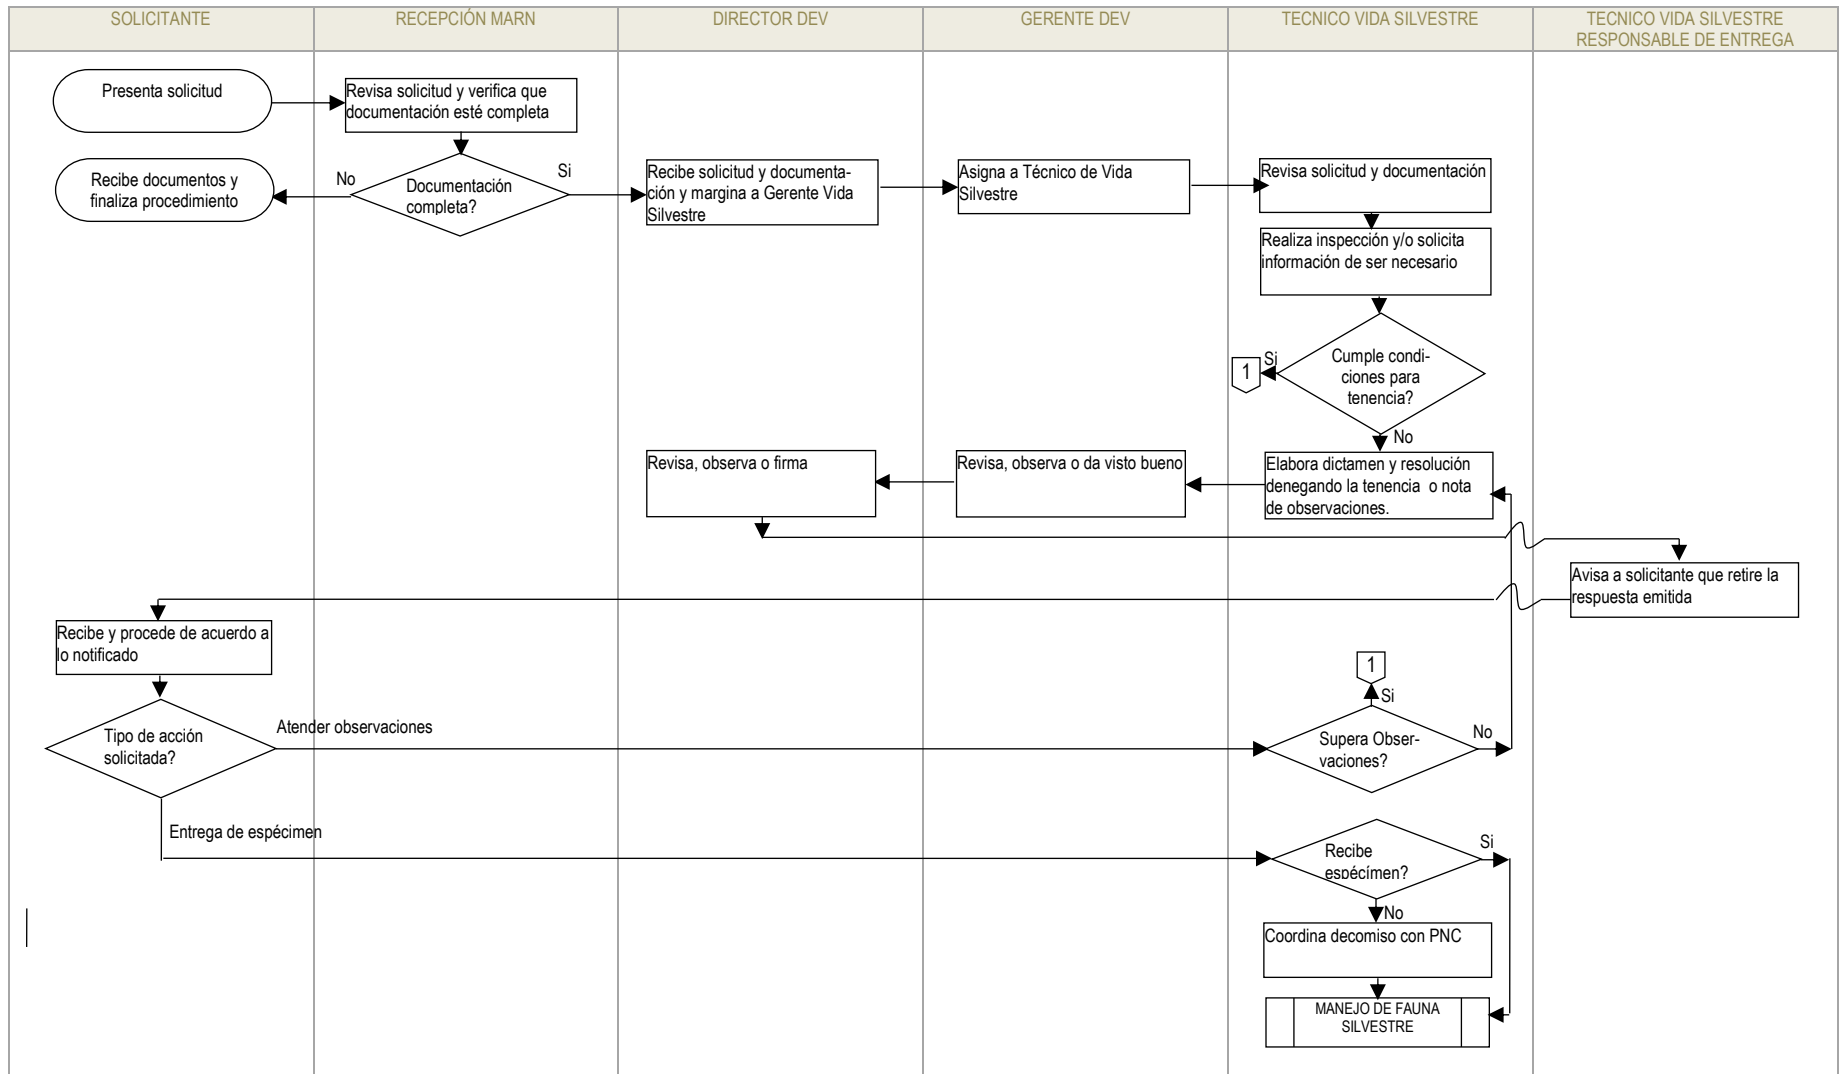 SOLICITANTE
RECEPCIÓN MARN
DIRECTOR DEV
GERENTE DEV
TECNICO VIDA SILVESTRE
TECNICO VIDA SILVESTRE
RESPONSABLE DE ENTREGA
Presenta solicitud
Revisa solicitud y verifica que
documentación esté completa
Recibe documentos y
finaliza procedimiento
No
Documentación
completa?
Si
Recibe solicitud y documenta-
ción y margina a Gerente Vida
Silvestre
Asigna a Técnico de Vida
Silvestre
Revisa solicitud y documentación
Realiza inspección y/o solicita
información de ser necesario
1
Si
Cumple condi-
ciones para
tenencia?
No
Revisa, observa o firma
Revisa, observa o da visto bueno
Elabora dictamen y resolución
denegando la tenencia o nota
de observaciones.
Avisa a solicitante que retire la
respuesta emitida
Recibe y procede de acuerdo a
lo notificado
1
Si
Tipo de acción
solicitada?
Atender observaciones
Supera Obser-
vaciones?
No
Entrega de espécimen
Recibe
espécímen?
Si
No
Coordina decomiso con PNC
MANEJO DE FAUNA
SILVESTRE